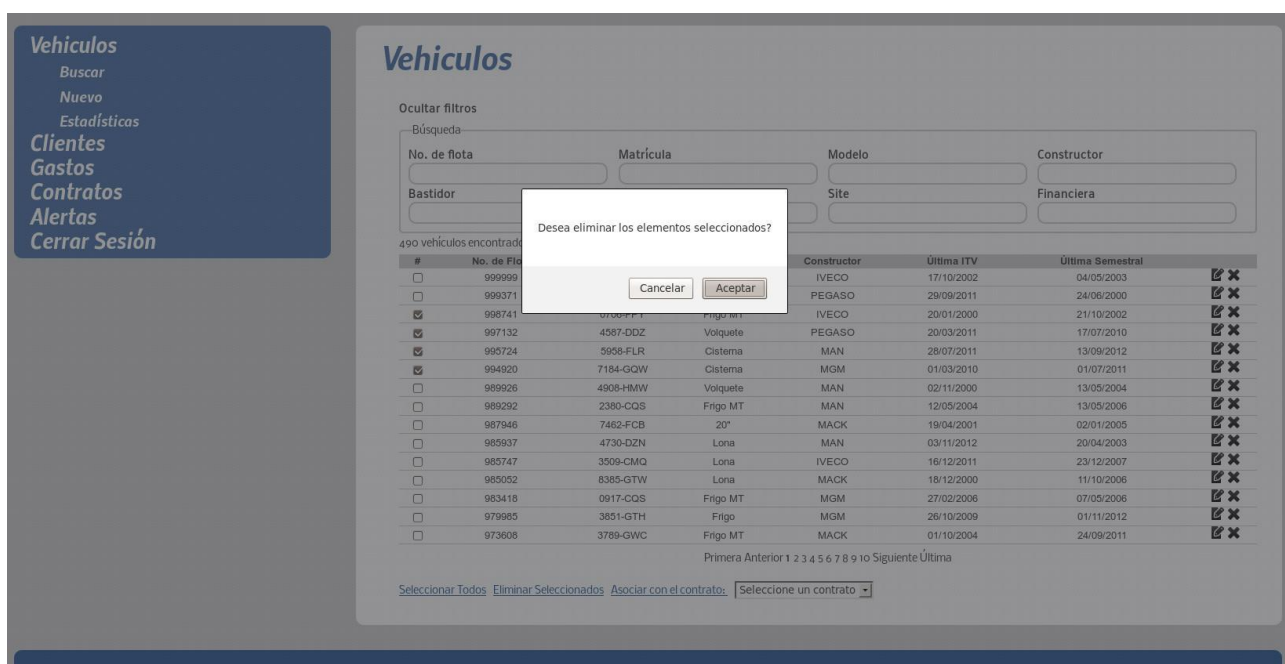 Vehiculos
Buscar
Nuevo
Estadísticas
Clientes
Gastos
Contratos
Alertas
Cerrar Sesión
Vehiculos
Ocultar filtros
Búsqueda
No. de flota Matrícula Modelo Constructor
Bastidor Site Financiera
Desea eliminar los elementos seleccionados?
Cancelar Aceptar
490 vehículos encontrado
# No. de Flo Constructor Última ITV Última Semestral
999999 IVECO 17/10/2002 04/05/2003
999371 PEGASO 29/09/2011 24/06/2000
998741 0706-FPT Frigo MT IVECO 20/01/2000 21/10/2002
997132 4587-DDZ Volquete PEGASO 20/03/2011 17/07/2010
995724 5958-FLR Cisterna MAN 28/07/2011 13/09/2012
994920 7184-GQW Cisterna MGM 01/03/2010 01/07/2011
989926 4908-HMW Volquete MAN 02/11/2000 13/05/2004
989292 2380-CQS Frigo MT MAN 12/05/2004 13/05/2006
987946 7462-FCB 20" MACK 19/04/2001 02/01/2005
985937 4730-DZN Lona MAN 03/11/2012 20/04/2003
985747 3509-CMQ Lona IVECO 16/12/2011 23/12/2007
985052 8385-GTW Lona MACK 18/12/2000 11/10/2006
983418 0917-CQS Frigo MT MGM 27/02/2006 07/05/2006
979985 3851-GTH Frigo MGM 26/10/2009 01/11/2012
973608 3789-GWC Frigo MT MACK 01/10/2004 24/09/2011
Primera Anterior 1 2 3 4 5 6 7 8 9 10 Siguiente Última
Seleccionar Todos Eliminar Seleccionados Asociar con el contrato: Seleccione un contrato